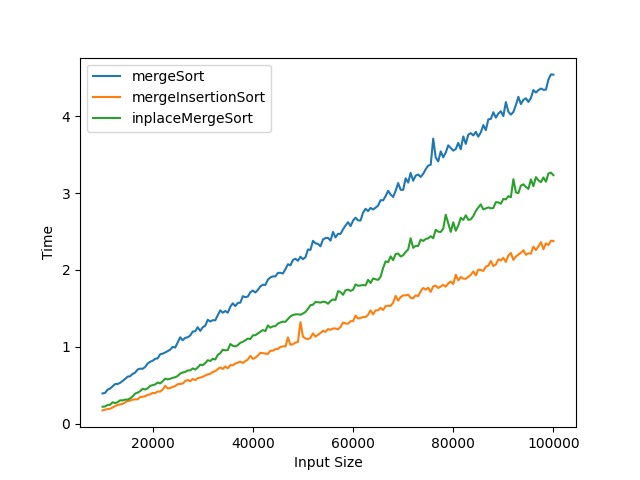 mergeSort
mergeInsertionSort
inplaceMergeSort
Time
4
3
2
1
0
20000 40000 60000 80000 100000
Input Size